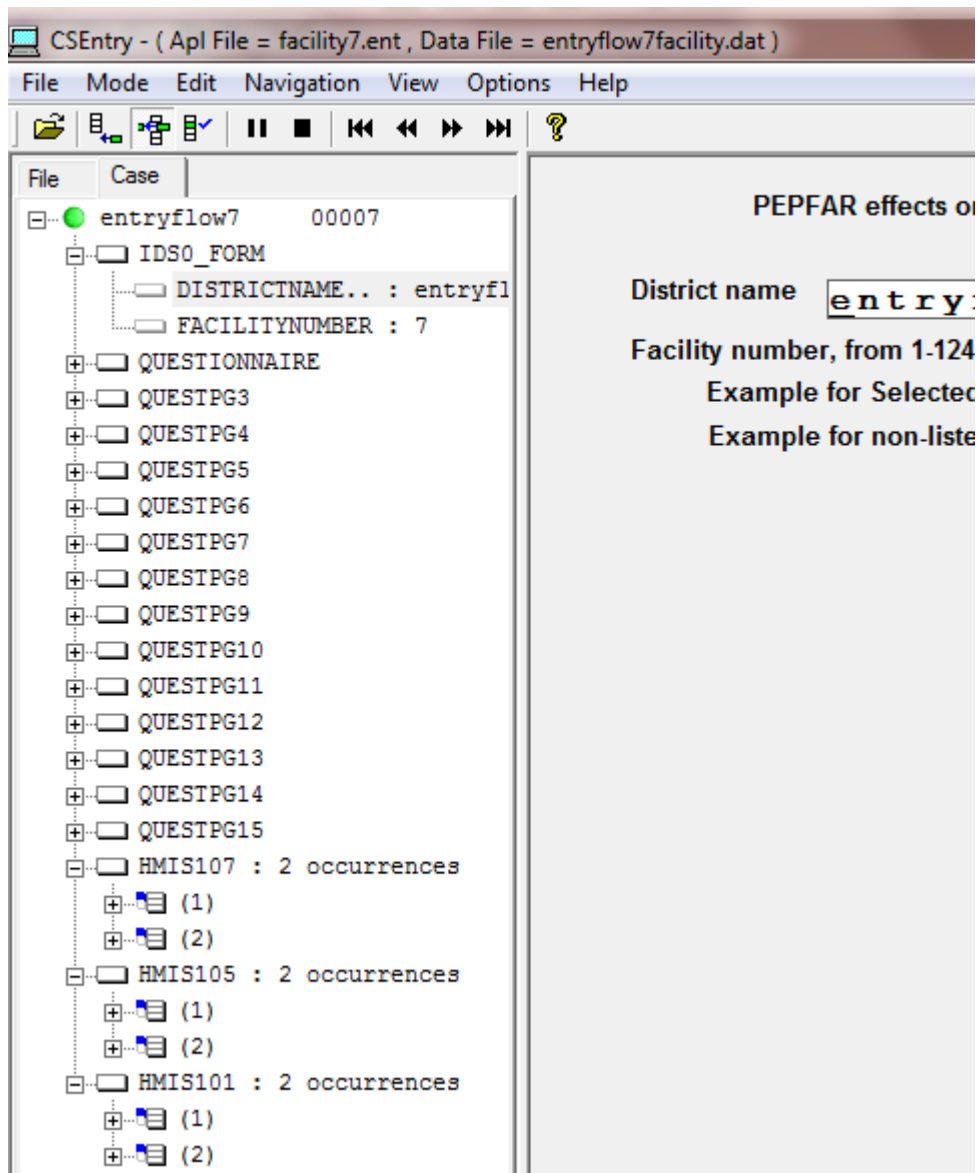 CSEntry - ( Apl File = facility7.ent , Data File = entryflow7facility.dat )
File Mode Edit Navigation View Options Help
File Case
entryflow7 00007
IDS0_FORM
DISTRICTNAME.. : entryfl
FACILITYNUMBER : 7
QUESTIONNAIRE
QUESTPG3
QUESTPG4
QUESTPG5
QUESTPG6
QUESTPG7
QUESTPG8
QUESTPG9
QUESTPG10
QUESTPG11
QUESTPG12
QUESTPG13
QUESTPG14
QUESTPG15
HMIS107 : 2 occurrences
(1)
(2)
HMIS105 : 2 occurrences
(1)
(2)
HMIS101 : 2 occurrences
(1)
(2)
PEPFAR effects o
District name entry
Facility number, from 1-124
Example for Selected
Example for non-liste